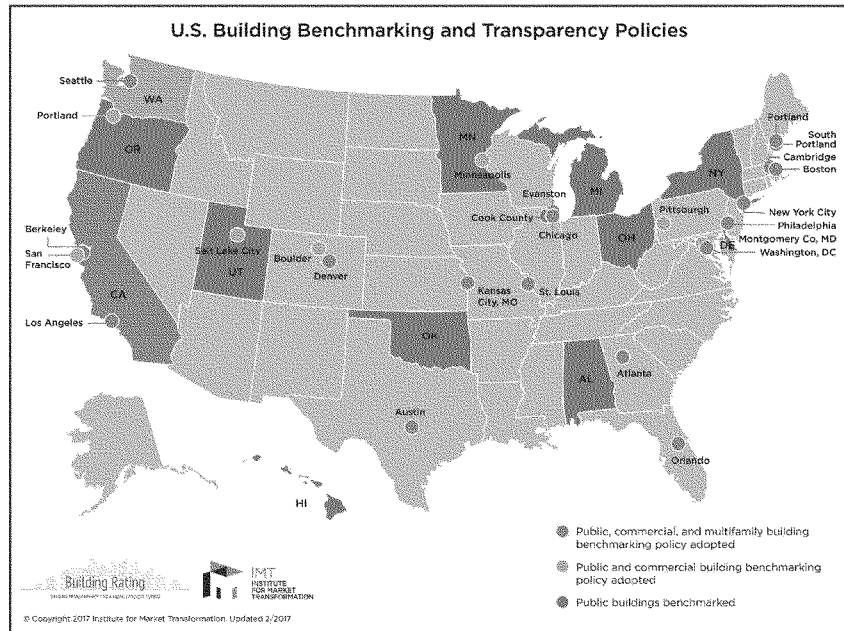 U.S. Building Benchmarking and Transparency Policies
Seattle
WA
Portland
OR
Berkeley
San
Francisco
CA
Los Angeles
Salt Lake City
UT
Boulder
Denver
MN
Minneapolis
Evanston
Cook County
Chicago
MI
OH
Kansas
City, MO
St. Louis
OK
Austin
AL
Atlanta
Orlando
HI
NY
Pittsburgh
Portland
South
Portland
Cambridge
Boston
New York City
Philadelphia
Montgomery Co, MD
DE
Washington, DC
Public, commercial, and multifamily building
benchmarking policy adopted
Public and commercial building benchmarking
policy adopted
Public buildings benchmarked
Building Rating
IMT
INSTITUTE
FOR MARKET
TRANSFORMATION
© Copyright 2017 Institute for Market Transformation. Updated 2/2017